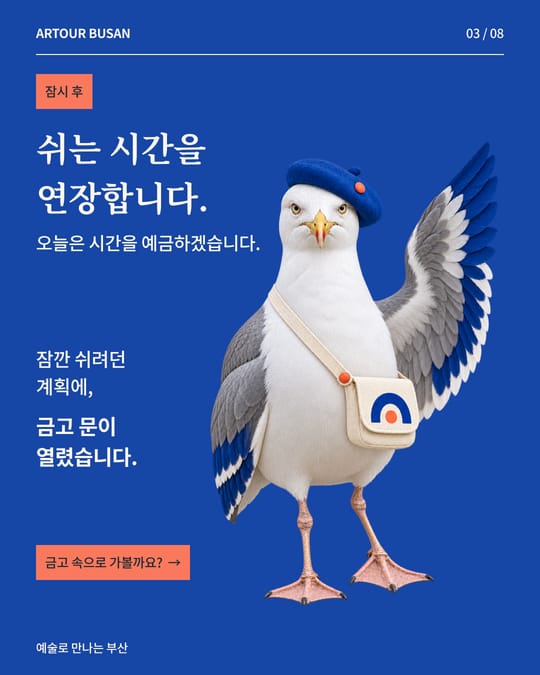 ARTOUR BUSAN
03 / 08
잠시 후
쉬는 시간을
연장합니다.
오늘은 시간을 예금하겠습니다.
잠깐 쉬려던
계획에,
금고 문이
열렸습니다.
금고 속으로 가볼까요? →
예술로 만나는 부산